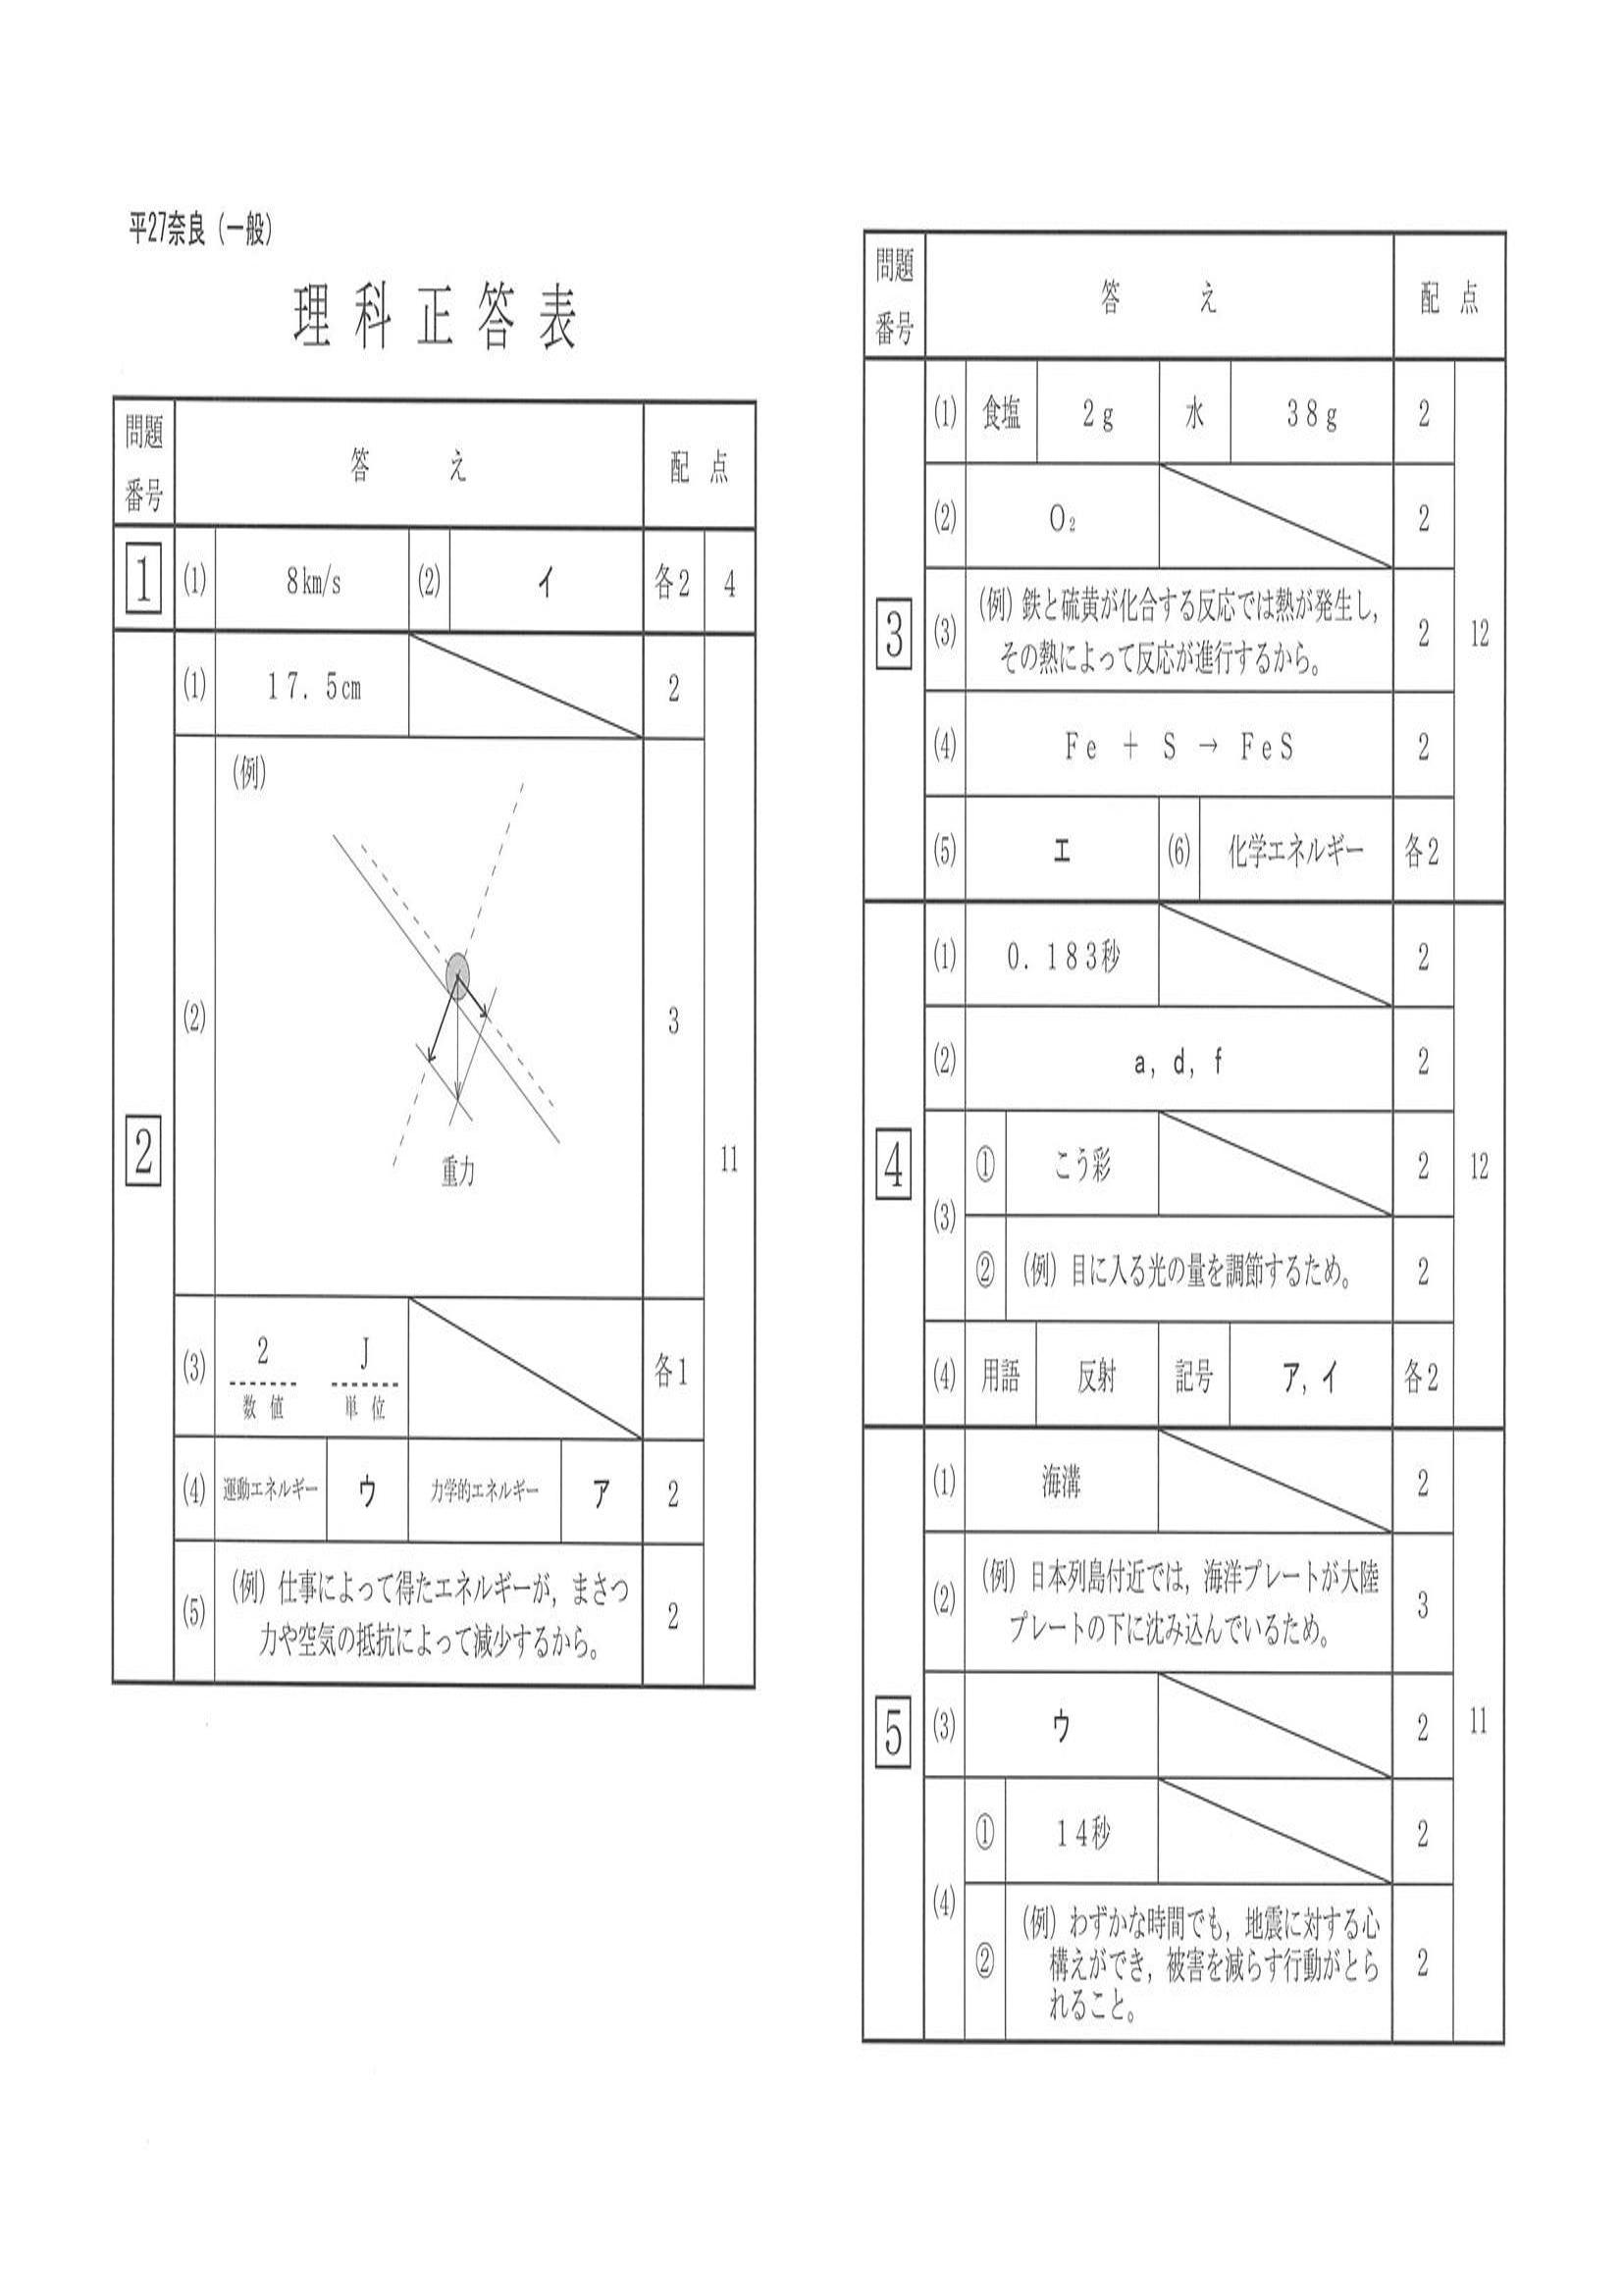 平27奈良（一般）
理科正答表
問題番号 答え 配点
1 (1) 8km/s (2) イ 各2 4
2 (1) 17.5cm 2 11
(2) (例) 重力 3
(3) 2 J 各1
数値 単位
(4) 運動エネルギー ウ 力学的エネルギー ア 2
(5) (例) 仕事によって得たエネルギーが，まさつ 2
力や空気の抵抗によって減少するから。
問題番号 答え 配点
3 (1) 食塩 2g 水 38g 2 12
(2) O₂ 2
(3) (例) 鉄と硫黄が化合する反応では熱が発生し， 2
その熱によって反応が進行するから。
(4) Fe ＋ S → FeS 2
(5) エ (6) 化学エネルギー 各2
4 (1) 0.183秒 2 12
(2) a，d，f 2
(3) ① こう彩 2
② (例) 目に入る光の量を調節するため。 2
(4) 用語 反射 記号 ア，イ 各2
5 (1) 海溝 2 11
(2) (例) 日本列島付近では，海洋プレートが大陸 3
プレートの下に沈み込んでいるため。
(3) ウ 2
(4) ① 14秒 2
② (例) わずかな時間でも，地震に対する心 2
構えができ，被害を減らす行動がとら
れること。